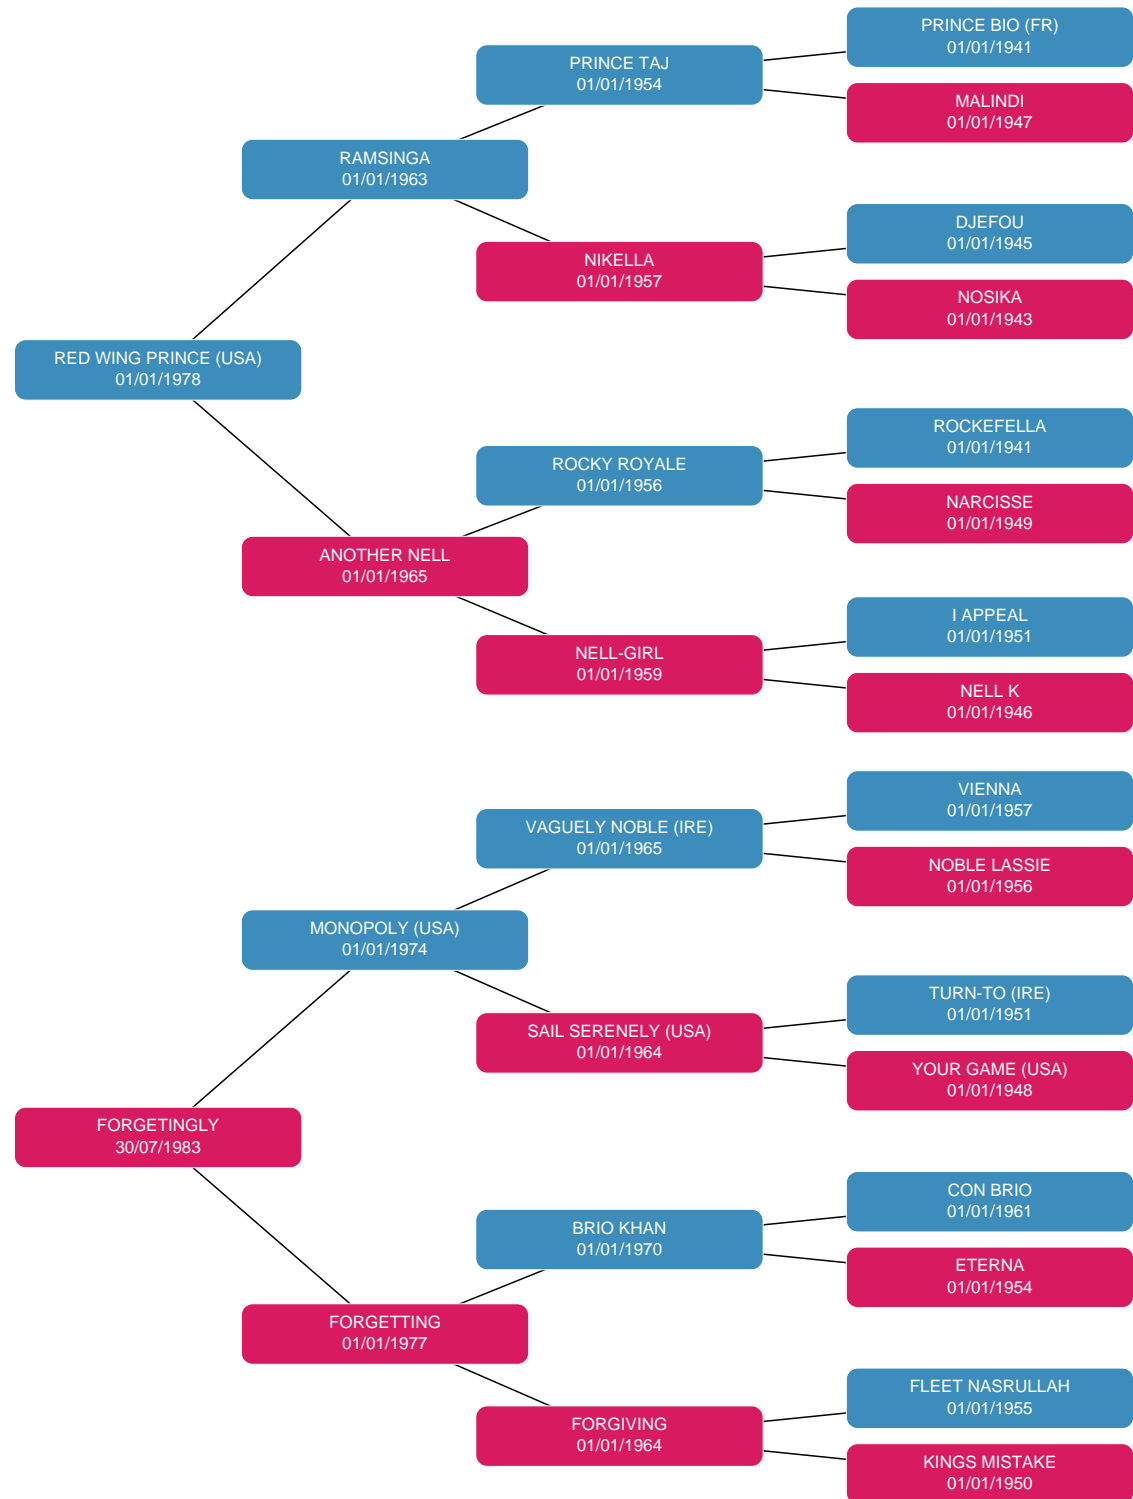 PRINCE BIO (FR)
01/01/1941
PRINCE TAJ
01/01/1954
MALINDI
01/01/1947
RAMSINGA
01/01/1963
DJEFOU
01/01/1945
NIKELLA
01/01/1957
NOSIKA
01/01/1943
RED WING PRINCE (USA)
01/01/1978
ROCKEFELLA
01/01/1941
ROCKY ROYALE
01/01/1956
NARCISSE
01/01/1949
ANOTHER NELL
01/01/1965
I APPEAL
01/01/1951
NELL-GIRL
01/01/1959
NELL K
01/01/1946
VIENNA
01/01/1957
VAGUELY NOBLE (IRE)
01/01/1965
NOBLE LASSIE
01/01/1956
MONOPOLY (USA)
01/01/1974
TURN-TO (IRE)
01/01/1951
SAIL SERENELY (USA)
01/01/1964
YOUR GAME (USA)
01/01/1948
FORGETINGLY
30/07/1983
CON BRIO
01/01/1961
BRIO KHAN
01/01/1970
ETERNA
01/01/1954
FORGETTING
01/01/1977
FLEET NASRULLAH
01/01/1955
FORGIVING
01/01/1964
KINGS MISTAKE
01/01/1950